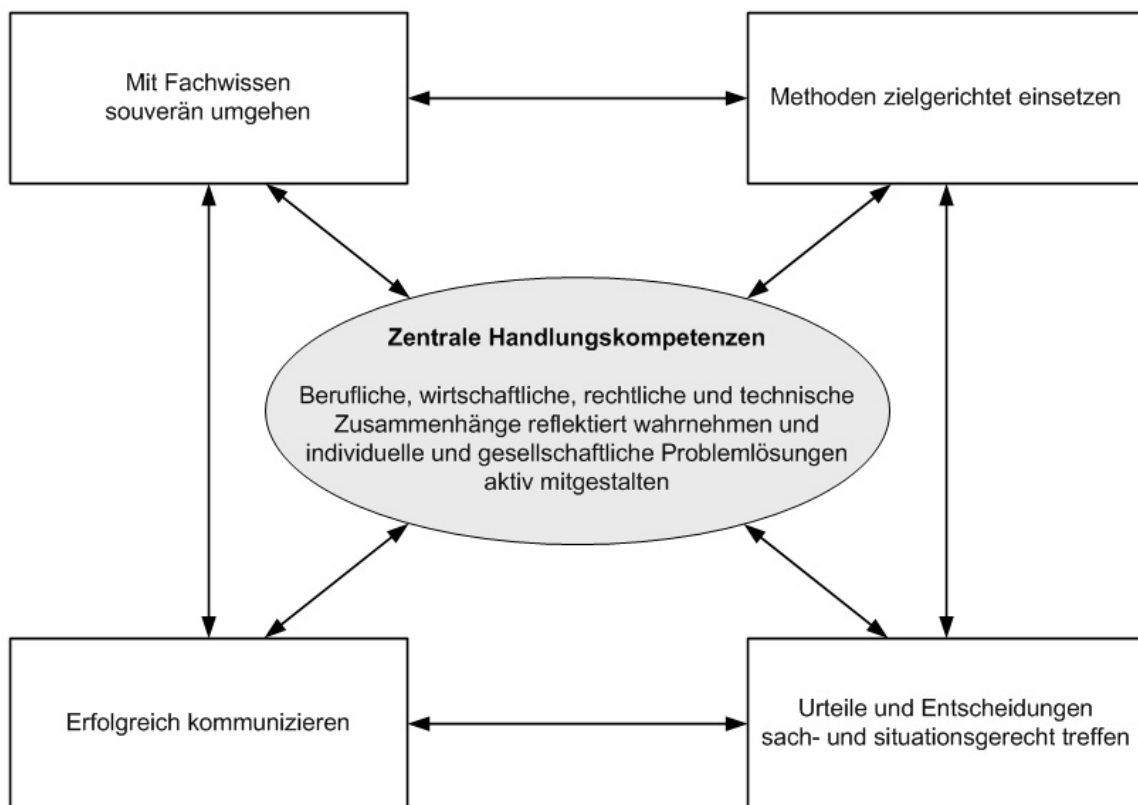 Mit Fachwissen
souverän umgehen
Methoden zielgerichtet einsetzen
Zentrale Handlungskompetenzen
Berufliche, wirtschaftliche, rechtliche und technische
Zusammenhänge reflektiert wahrnehmen und
individuelle und gesellschaftliche Problemlösungen
aktiv mitgestalten
Erfolgreich kommunizieren
Urteile und Entscheidungen
sach- und situationsgerecht treffen